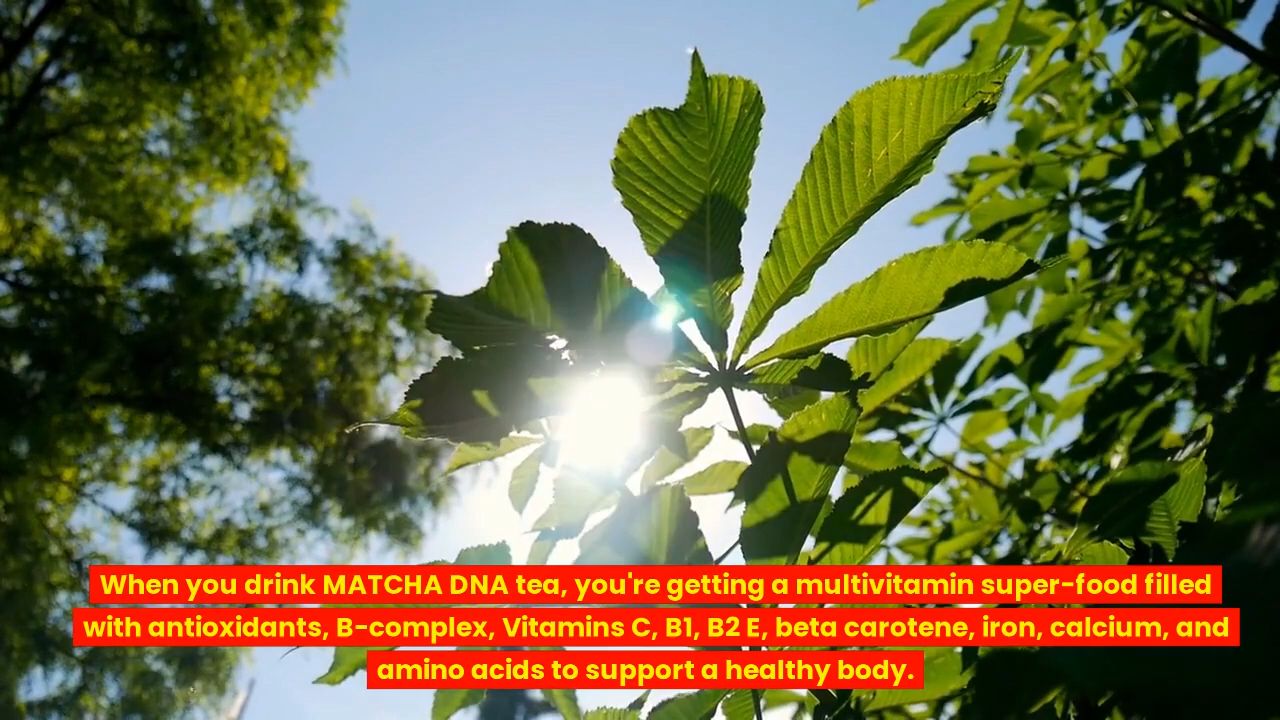 When you drink MATCHA DNA tea, you're getting a multivitamin super-food filled
with antioxidants, B-complex, Vitamins C, B1, B2 E, beta carotene, iron, calcium, and
amino acids to support a healthy body.